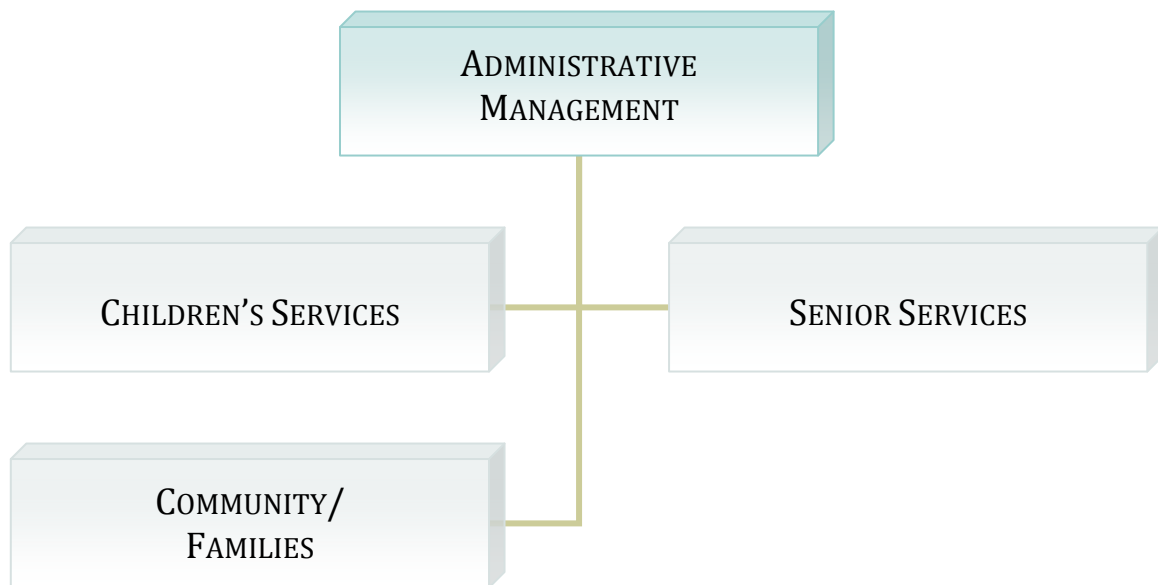 ADMINISTRATIVE
MANAGEMENT
CHILDREN’S SERVICES
SENIOR SERVICES
COMMUNITY/
FAMILIES